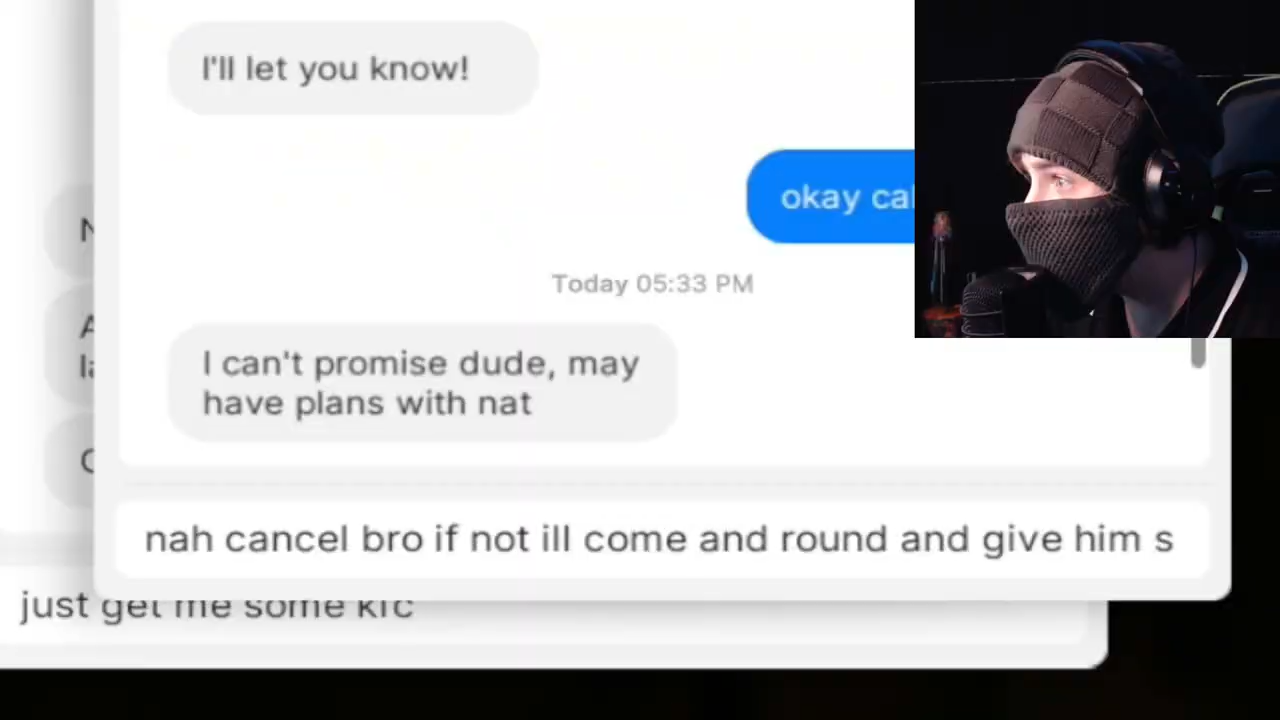 I'll let you know!
okay
Today 05:33 PM
I can't promise dude, may
have plans with nat
nah cancel bro if not ill come and round and give him s
just get me some kfc